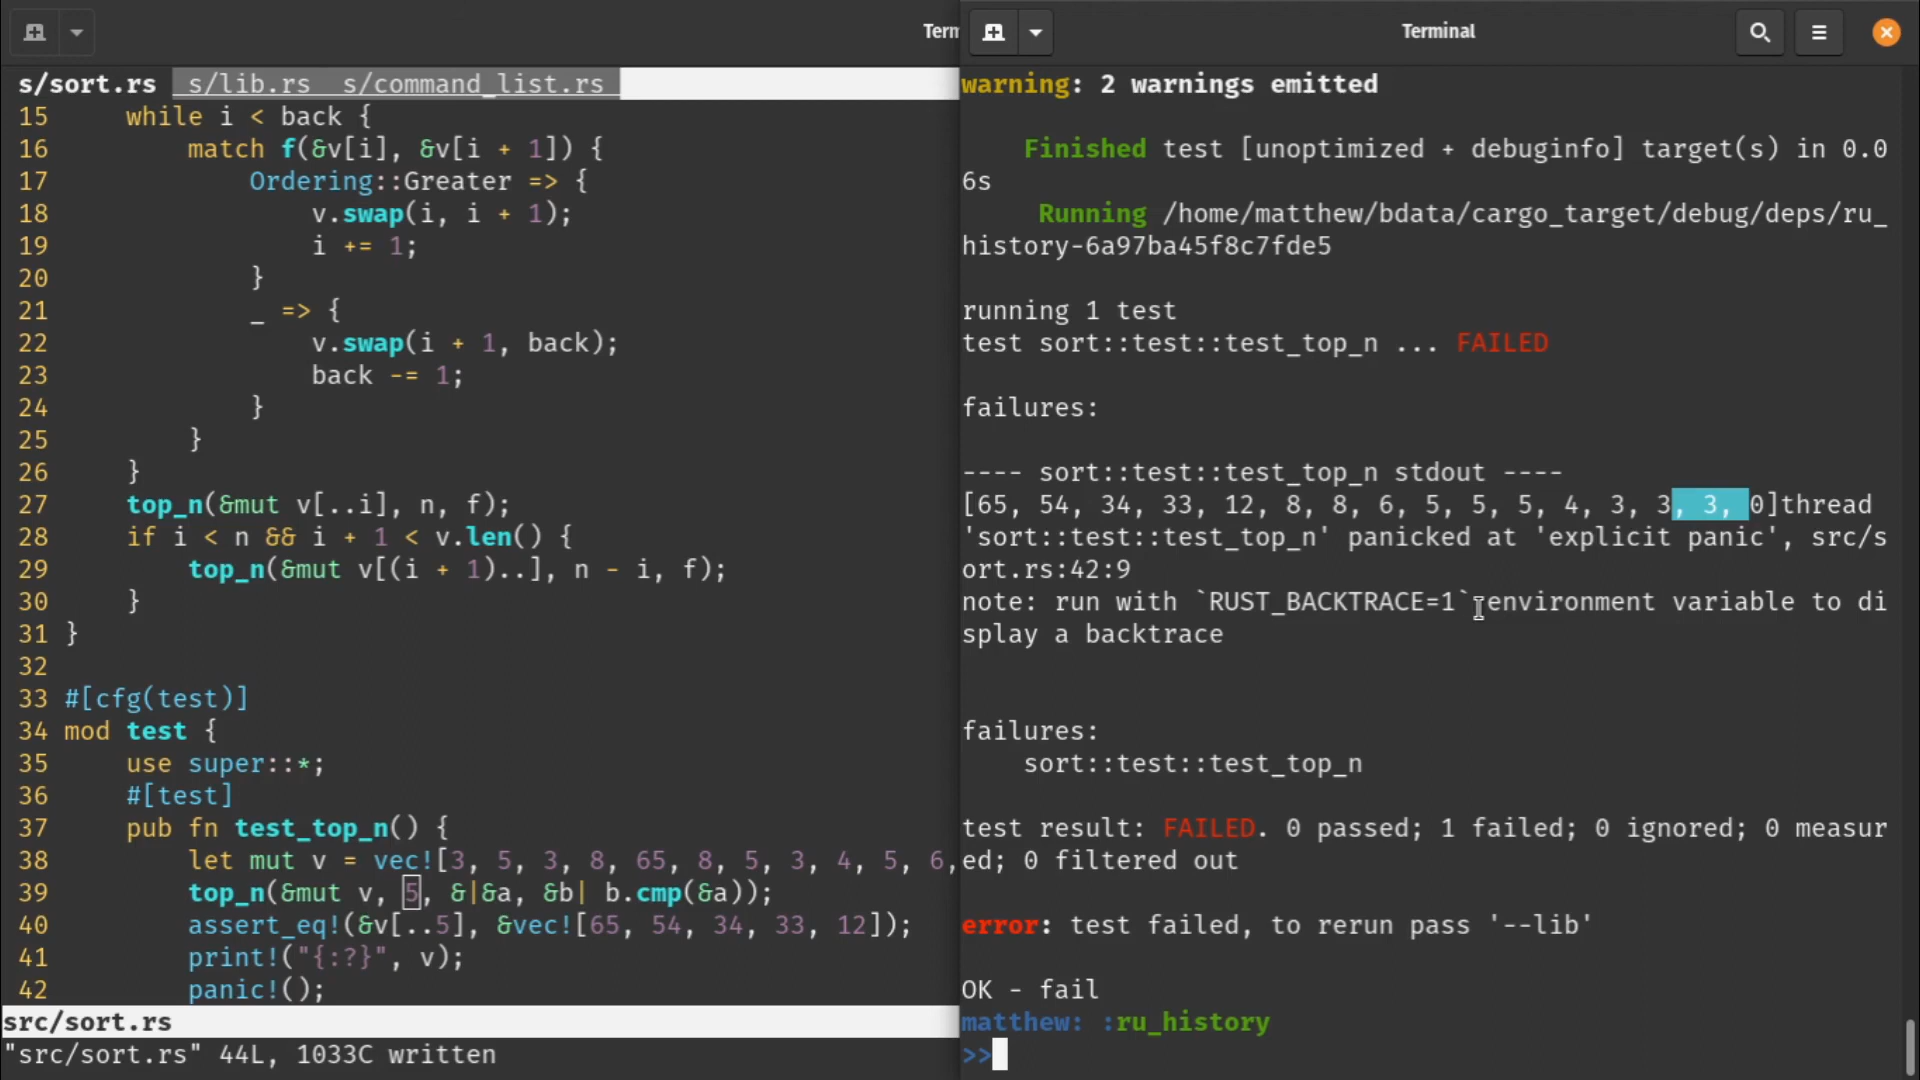 Term
s/sort.rs s/lib.rs s/command_list.rs
15 while i < back {
16 match f(&v[i], &v[i + 1]) {
17 Ordering::Greater => {
18 v.swap(i, i + 1);
19 i += 1;
20 }
21 _ => {
22 v.swap(i + 1, back);
23 back -= 1;
24 }
25 }
26 }
27 top_n(&mut v[..i], n, f);
28 if i < n && i + 1 < v.len() {
29 top_n(&mut v[(i + 1)..], n - i, f);
30 }
31 }
32
33 #[cfg(test)]
34 mod test {
35 use super::*;
36 #[test]
37 pub fn test_top_n() {
38 let mut v = vec![3, 5, 3, 8, 65, 8, 5, 3, 4, 5, 6,
39 top_n(&mut v, 5, &|&a, &b| b.cmp(&a));
40 assert_eq!(&v[..5], &vec![65, 54, 34, 33, 12]);
41 print!("{:?}", v);
42 panic!();
src/sort.rs
"src/sort.rs" 44L, 1033C written
Terminal
warning: 2 warnings emitted
Finished test [unoptimized + debuginfo] target(s) in 0.0
6s
Running /home/matthew/bdata/cargo_target/debug/deps/ru_
history-6a97ba45f8c7fde5
running 1 test
test sort::test::test_top_n ... FAILED
failures:
---- sort::test::test_top_n stdout ----
[65, 54, 34, 33, 12, 8, 8, 6, 5, 5, 5, 4, 3, 3, 3, 0]thread
'sort::test::test_top_n' panicked at 'explicit panic', src/s
ort.rs:42:9
note: run with `RUST_BACKTRACE=1` environment variable to di
splay a backtrace
failures:
sort::test::test_top_n
test result: FAILED. 0 passed; 1 failed; 0 ignored; 0 measur
ed; 0 filtered out
error: test failed, to rerun pass '--lib'
OK - fail
matthew: :ru_history
>>